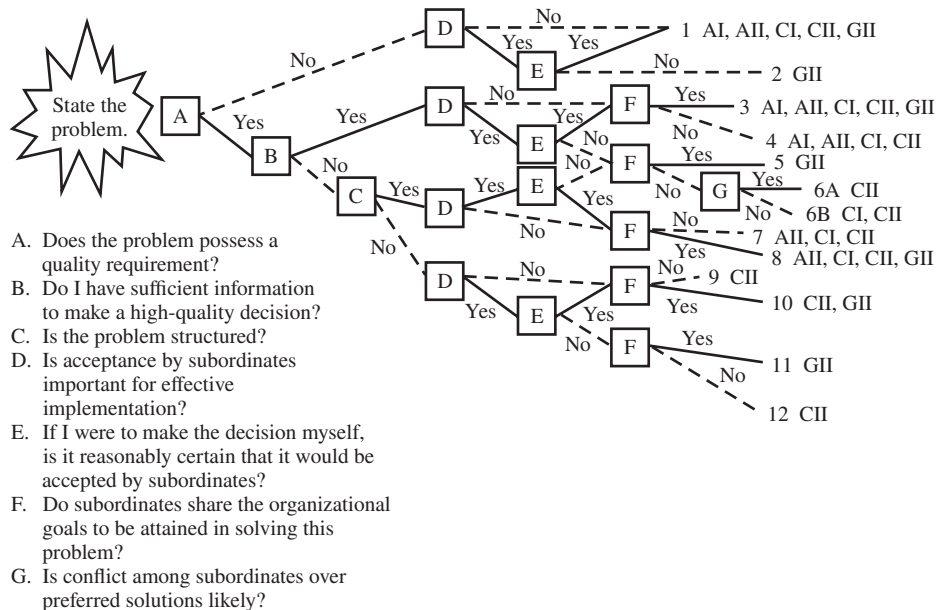 State the
problem.
A
No
Yes
B
Yes
No
C
Yes
No
D
No
Yes
E
Yes
No
1 AI, AII, CI, CII, GII
2 GII
D
No
Yes
E
Yes
No
F
Yes
No
3 AI, AII, CI, CII, GII
4 AI, AII, CI, CII
D
Yes
No
E
No
Yes
F
Yes
No
5 GII
G
Yes
No
6A CII
6B CI, CII
F
No
Yes
7 AII, CI, CII
8 AII, CI, CII, GII
D
No
Yes
E
Yes
No
F
No
Yes
9 CII
10 CII, GII
F
Yes
No
11 GII
12 CII
A. Does the problem possess a
quality requirement?
B. Do I have sufficient information
to make a high-quality decision?
C. Is the problem structured?
D. Is acceptance by subordinates
important for effective
implementation?
E. If I were to make the decision myself,
is it reasonably certain that it would be
accepted by subordinates?
F. Do subordinates share the organizational
goals to be attained in solving this
problem?
G. Is conflict among subordinates over
preferred solutions likely?